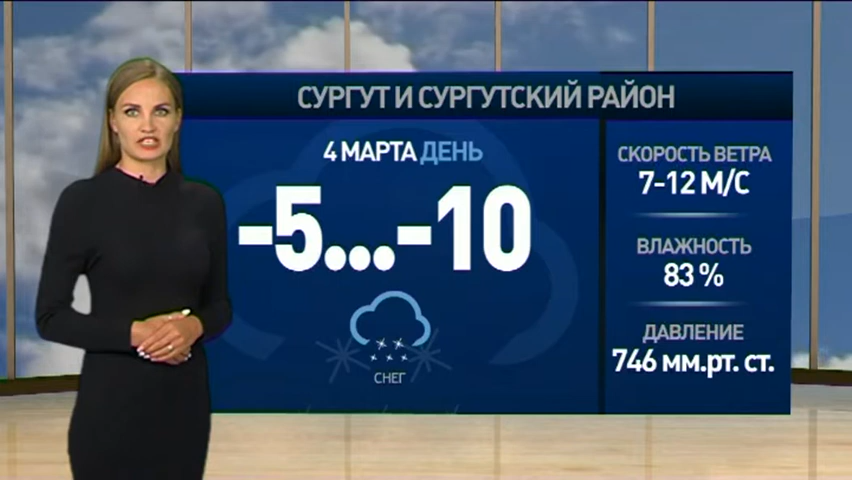 СУРГУТ И СУРГУТСКИЙ РАЙОН
4 МАРТА ДЕНЬ
-5...-10
СНЕГ
СКОРОСТЬ ВЕТРА
7-12 М/С
ВЛАЖНОСТЬ
83 %
ДАВЛЕНИЕ
746 мм.рт. ст.